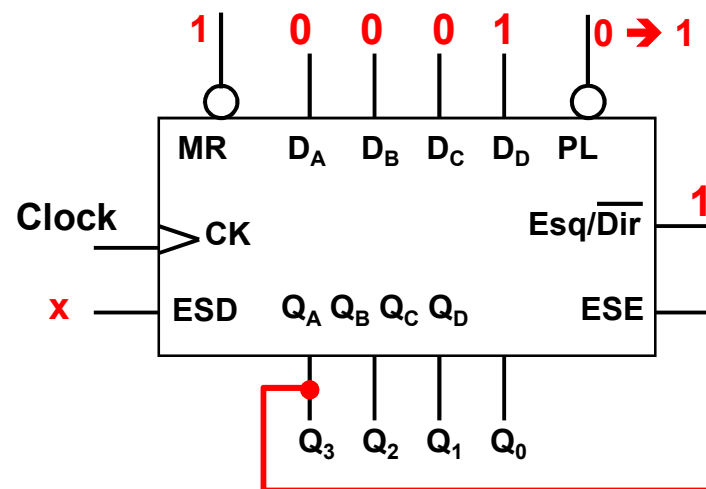 1 0 0 0 1 0 → 1
MR D_A D_B D_C D_D PL
1
Clock CK Esq/D̅i̅r̅
x ESD Q_A Q_B Q_C Q_D ESE
Q_3 Q_2 Q_1 Q_0